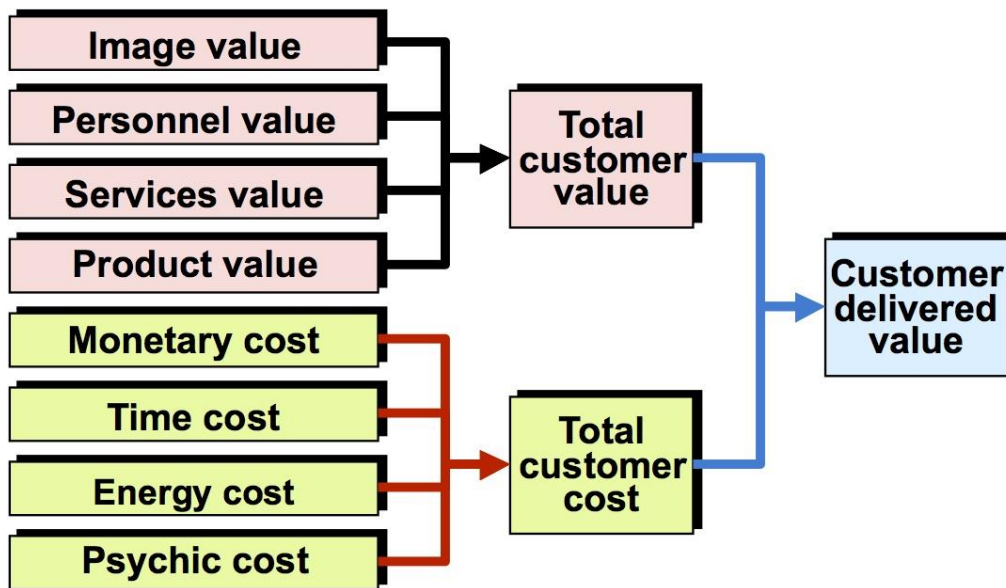 Image value
Personnel value
Services value
Product value
Monetary cost
Time cost
Energy cost
Psychic cost
Total
customer
value
Total
customer
cost
Customer
delivered
value